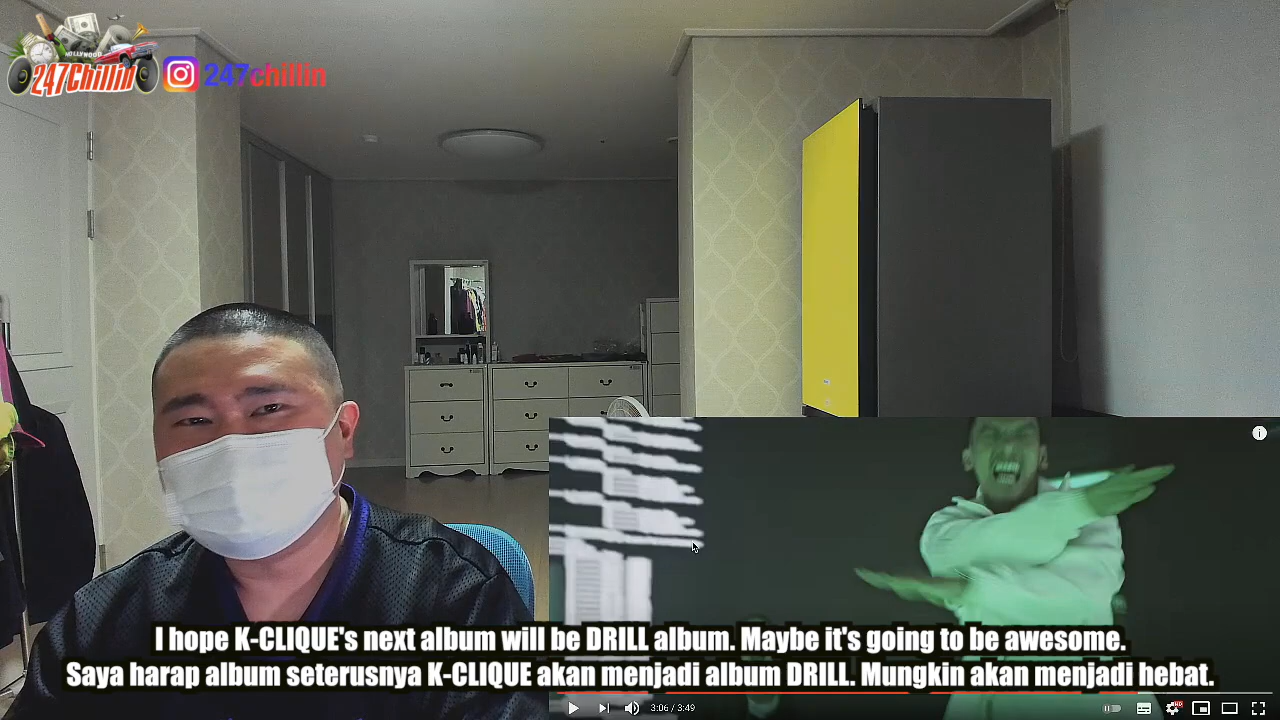 247Chillin
247chillin
I hope K-CLIQUE's next album will be DRILL album. Maybe it's going to be awesome.
Saya harap album seterusnya K-CLIQUE akan menjadi album DRILL. Mungkin akan menjadi hebat.
3:06 / 3:49
HD